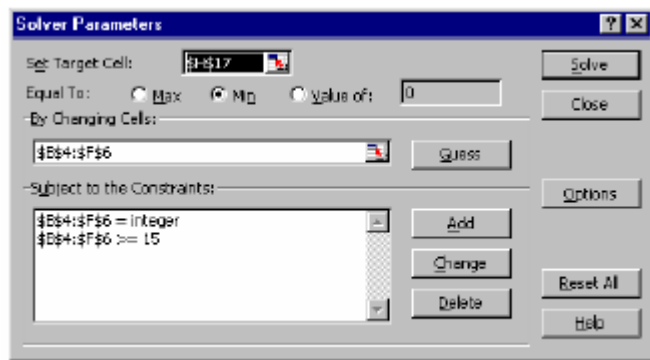 Solver Parameters
Set Target Cell: $H$17 Solve
Equal To: Max Min Value of: 0 Close
By Changing Cells:
$B$4:$F$6 Guess
Subject to the Constraints: Options
$B$4:$F$6 = integer Add
$B$4:$F$6 >= 15
Change
Reset All
Delete
Help